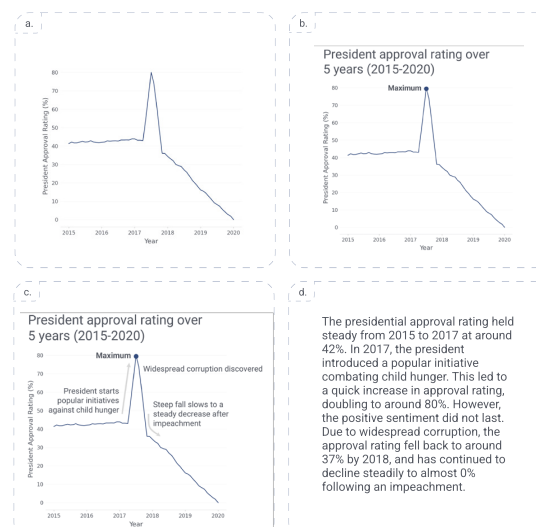 a.
80
70
60
50
40
30
20
10
0
President Approval Rating (%)
2015 2016 2017 2018 2019 2020
Year
b.
President approval rating over
5 years (2015-2020)
Maximum
80
70
60
50
40
30
20
10
0
President Approval Rating (%)
2015 2016 2017 2018 2019 2020
Year
c.
President approval rating over
5 years (2015-2020)
Maximum
Widespread corruption discovered
President starts
popular initiatives
against child hunger
Steep fall slows to a
steady decrease after
impeachment
80
70
60
50
40
30
20
10
0
President Approval Rating (%)
2015 2016 2017 2018 2019 2020
Year
d.
The presidential approval rating held
steady from 2015 to 2017 at around
42%. In 2017, the president
introduced a popular initiative
combating child hunger. This led to
a quick increase in approval rating,
doubling to around 80%. However,
the positive sentiment did not last.
Due to widespread corruption, the
approval rating fell back to around
37% by 2018, and has continued to
decline steadily to almost 0%
following an impeachment.